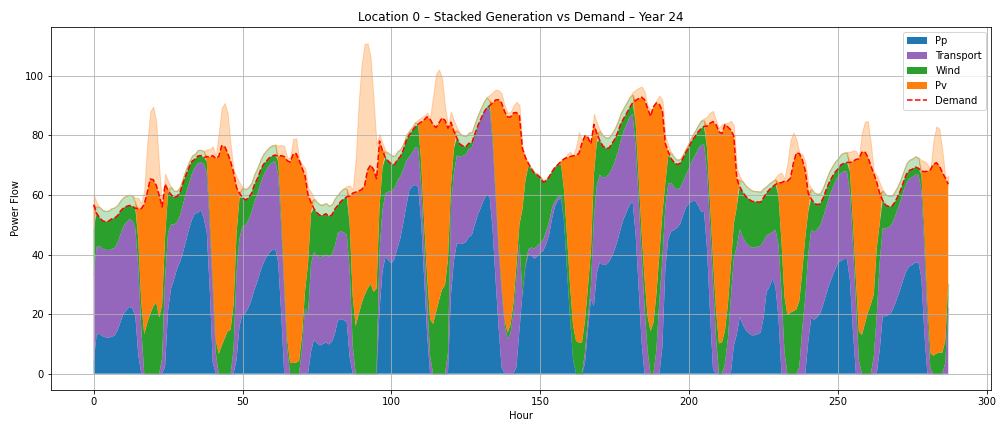 Location 0 – Stacked Generation vs Demand – Year 24
Power Flow
100
80
60
40
20
0
0
50
100
150
200
250
300
Hour
Pp
Transport
Wind
Pv
Demand